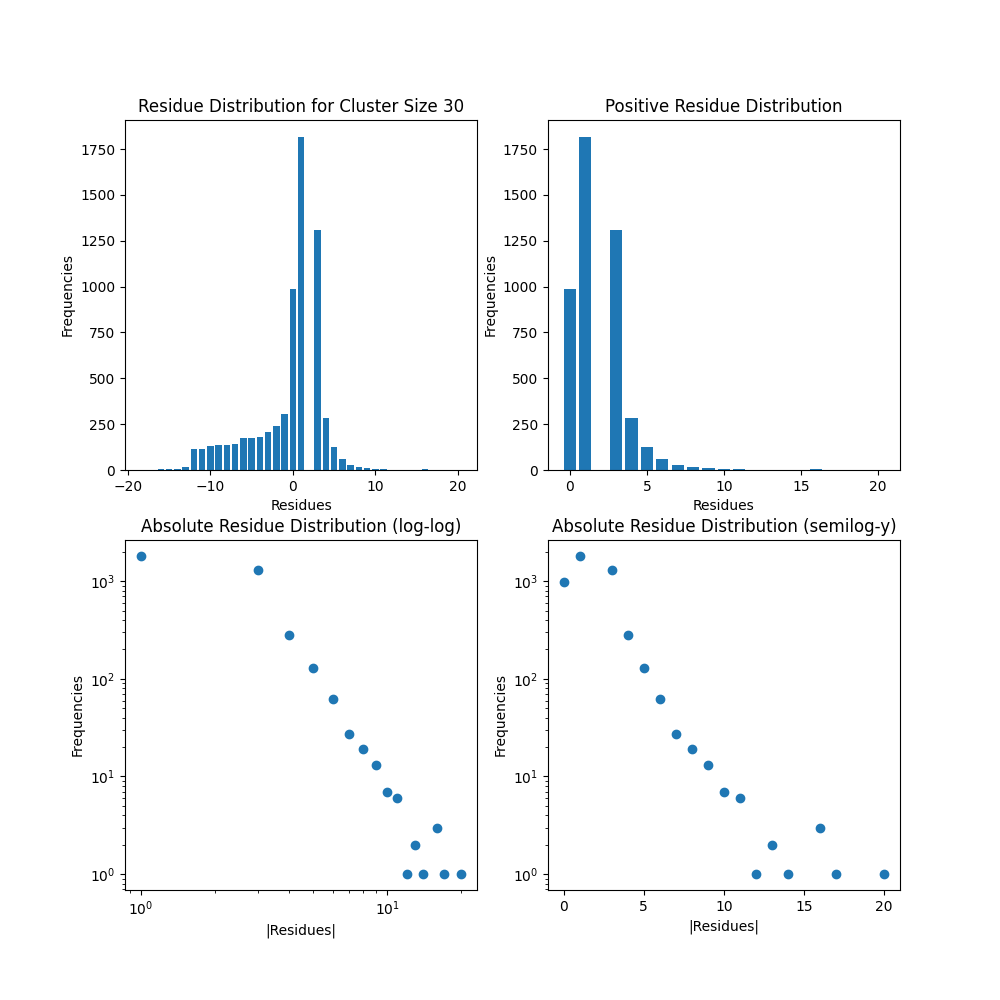 Residue Distribution for Cluster Size 30
Frequencies
1750
1500
1250
1000
750
500
250
0
−20 −10 0 10 20
Residues
Positive Residue Distribution
Frequencies
1750
1500
1250
1000
750
500
250
0
0 5 10 15 20
Residues
Absolute Residue Distribution (log-log)
Frequencies
10³
10²
10¹
10⁰
10⁰ 10¹
|Residues|
Absolute Residue Distribution (semilog-y)
Frequencies
10³
10²
10¹
10⁰
0 5 10 15 20
|Residues|